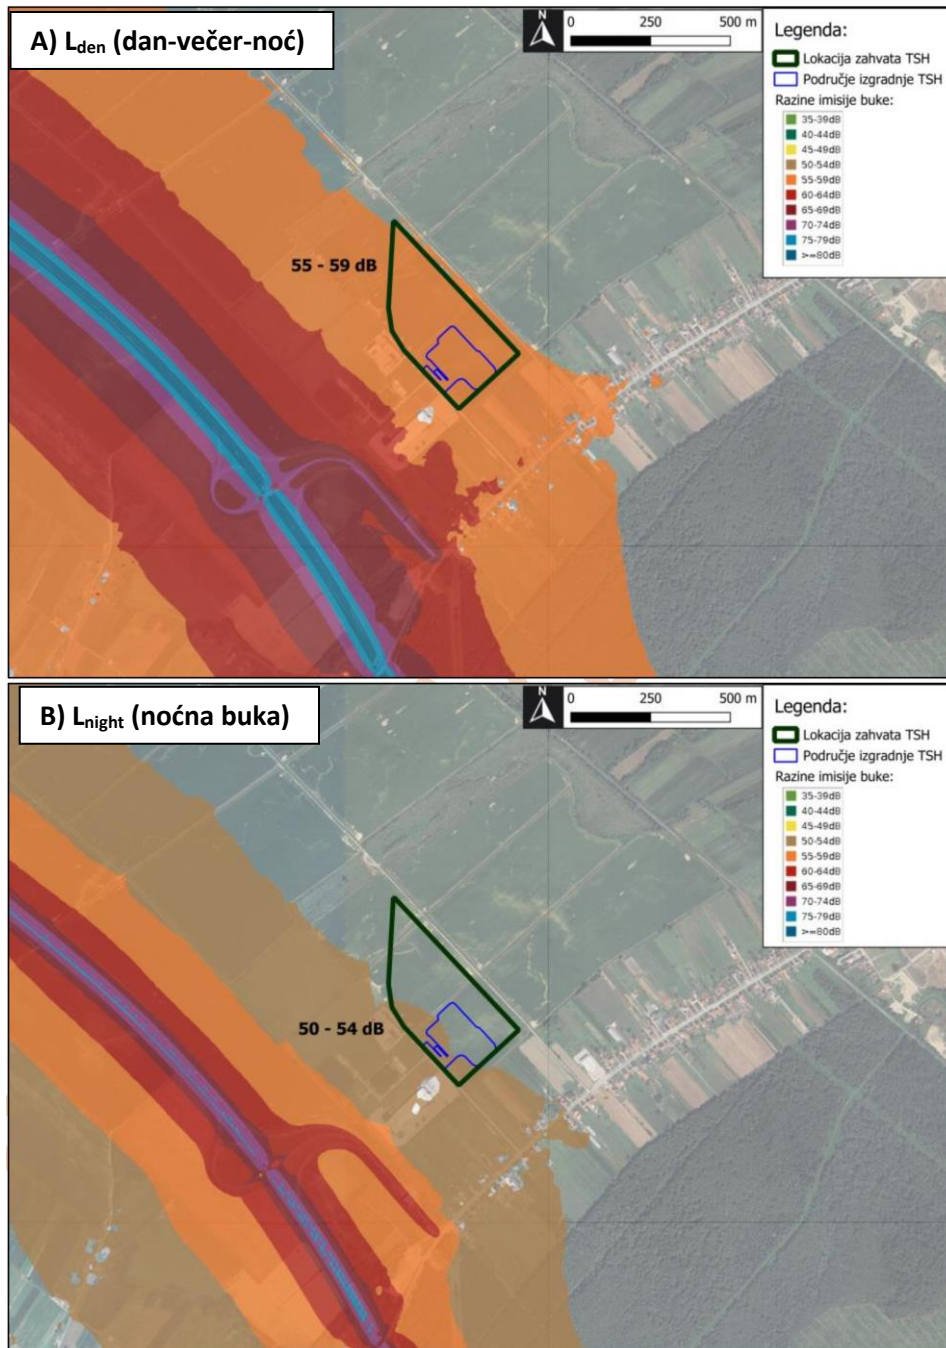 A) Lden (dan-večer-noć)
N
0 250 500 m
Legenda:
Lokacija zahvata TSH
Područje izgradnje TSH
Razine imisije buke:
35-39dB
40-44dB
45-49dB
50-54dB
55-59dB
60-64dB
65-69dB
70-74dB
75-79dB
>=80dB
55 - 59 dB
B) Lnight (noćna buka)
N
0 250 500 m
Legenda:
Lokacija zahvata TSH
Područje izgradnje TSH
Razine imisije buke:
35-39dB
40-44dB
45-49dB
50-54dB
55-59dB
60-64dB
65-69dB
70-74dB
75-79dB
>=80dB
50 - 54 dB